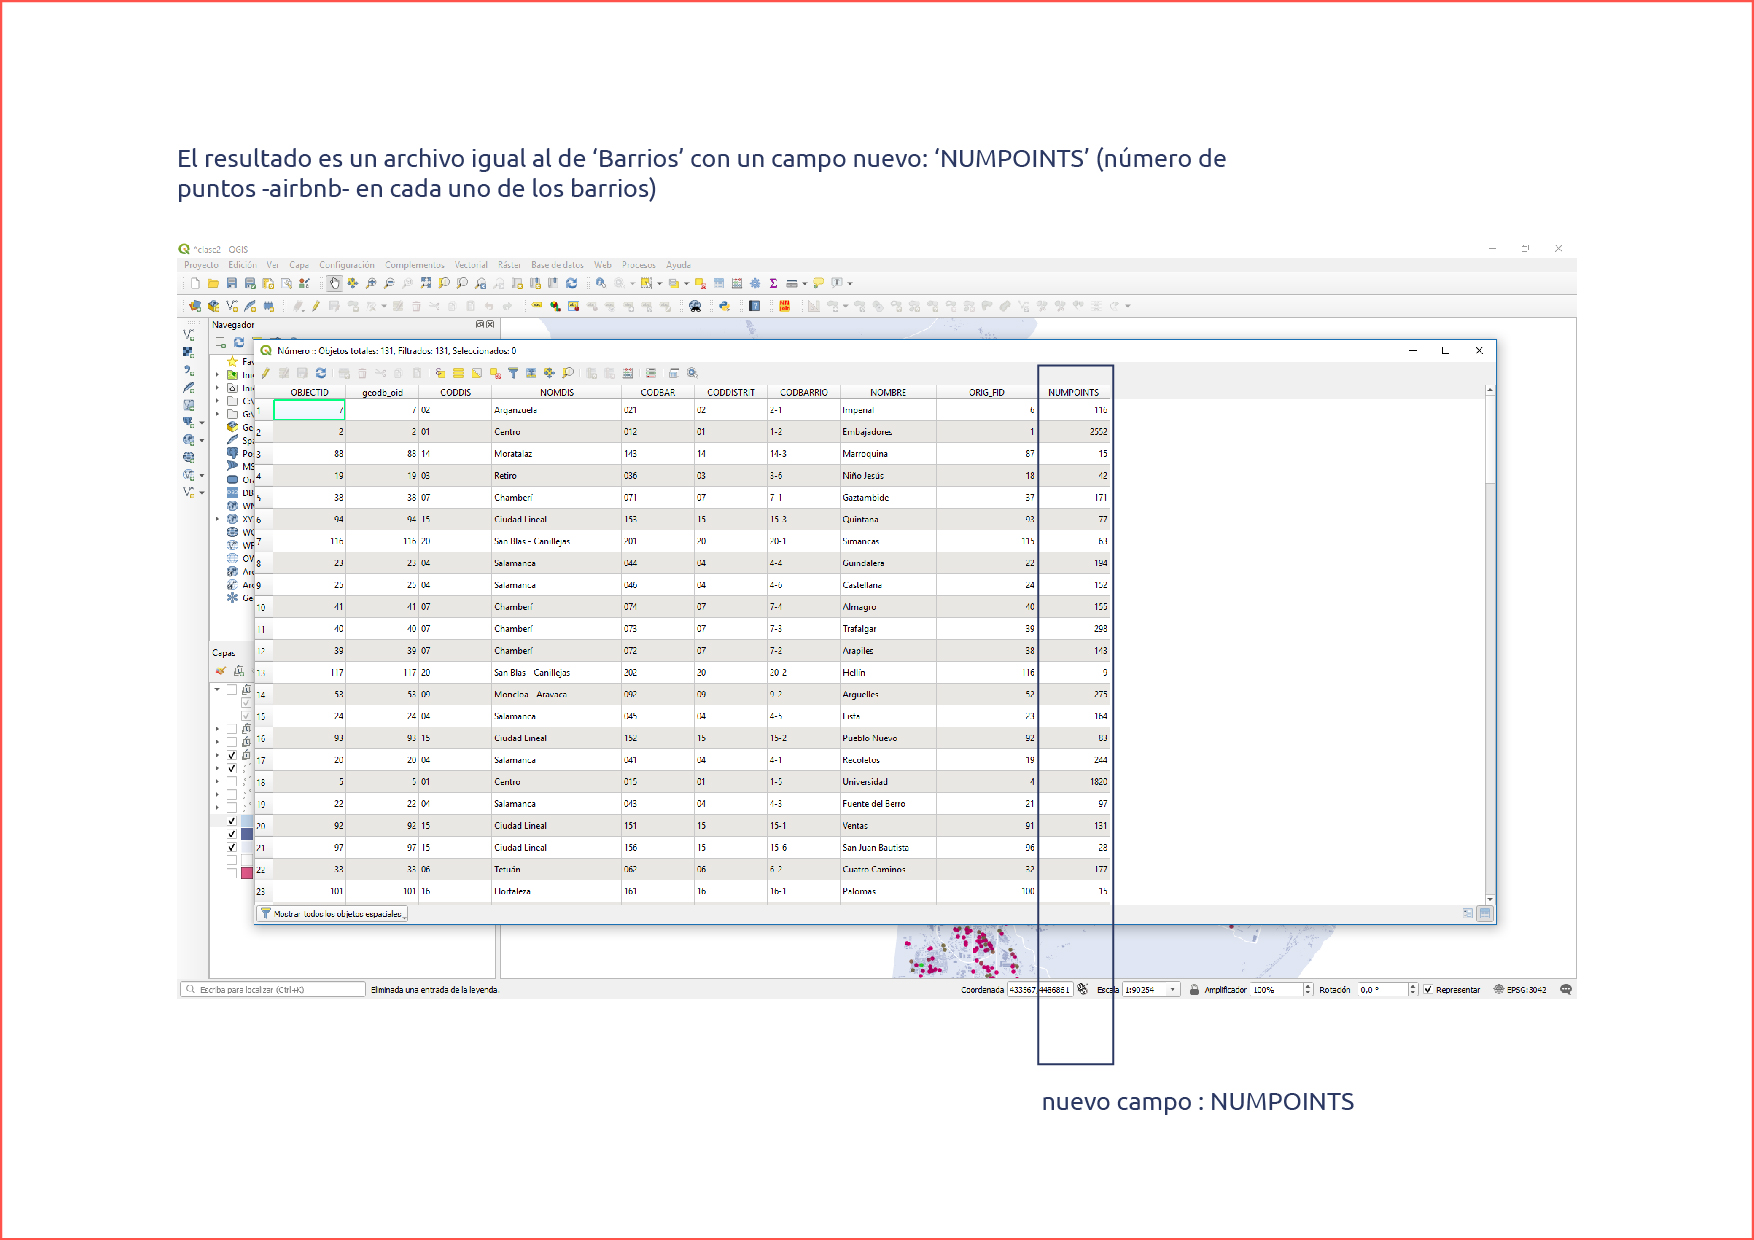 El resultado es un archivo igual al de ‘Barrios’ con un campo nuevo: ‘NUMPOINTS’ (número de
puntos -airbnb- en cada uno de los barrios)
*clase2 QGIS
Proyecto Edición Ver Capa Configuración Complementos Vectorial Ráster Base de datos Web Procesos Ayuda
Navegador
Número :: Objetos totales: 131, Filtrados: 131, Seleccionados: 0
OBJECTID geodb_oid CODDIS NOMDIS CODBAR CODDISTRIT CODBARRIO NOMBRE ORIG_FID NUMPOINTS
1 7 7 02 Arganzuela 021 02 2-1 Imperial 6 116
2 2 2 01 Centro 012 01 1-2 Embajadores 1 2552
3 88 88 14 Moratalaz 143 14 14-3 Marroquina 87 15
4 19 19 03 Retiro 036 03 3-6 Niño Jesús 18 42
5 38 38 07 Chamberí 071 07 7-1 Gaztambide 37 171
6 94 94 15 Ciudad Lineal 153 15 15-3 Quintana 93 77
7 116 116 20 San Blas - Canillejas 201 20 20-1 Simancas 115 63
8 23 23 04 Salamanca 044 04 4-4 Guindalera 22 194
9 25 25 04 Salamanca 046 04 4-6 Castellana 24 152
10 41 41 07 Chamberí 074 07 7-4 Almagro 40 155
11 40 40 07 Chamberí 073 07 7-3 Trafalgar 39 298
12 39 39 07 Chamberí 072 07 7-2 Arapiles 38 143
13 117 117 20 San Blas - Canillejas 202 20 20-2 Hellín 116 9
14 53 53 09 Moncloa - Aravaca 092 09 9-2 Argüelles 52 275
15 24 24 04 Salamanca 045 04 4-5 Lista 23 164
16 93 93 15 Ciudad Lineal 152 15 15-2 Pueblo Nuevo 92 83
17 20 20 04 Salamanca 041 04 4-1 Recoletos 19 244
18 5 5 01 Centro 015 01 1-5 Universidad 4 1820
19 22 22 04 Salamanca 043 04 4-3 Fuente del Berro 21 97
20 92 92 15 Ciudad Lineal 151 15 15-1 Ventas 91 131
21 97 97 15 Ciudad Lineal 156 15 15-6 San Juan Bautista 96 28
22 33 33 06 Tetuán 062 06 6-2 Cuatro Caminos 32 177
23 101 101 16 Hortaleza 161 16 16-1 Palomas 100 15
Capas
Mostrar todos los objetos espaciales
Escriba para localizar (Ctrl+K) Eliminada una entrada de la leyenda. Coordenada Escala 1:90254 Amplificador 100% Rotación 0,0 ° Representar EPSG:3042
nuevo campo : NUMPOINTS